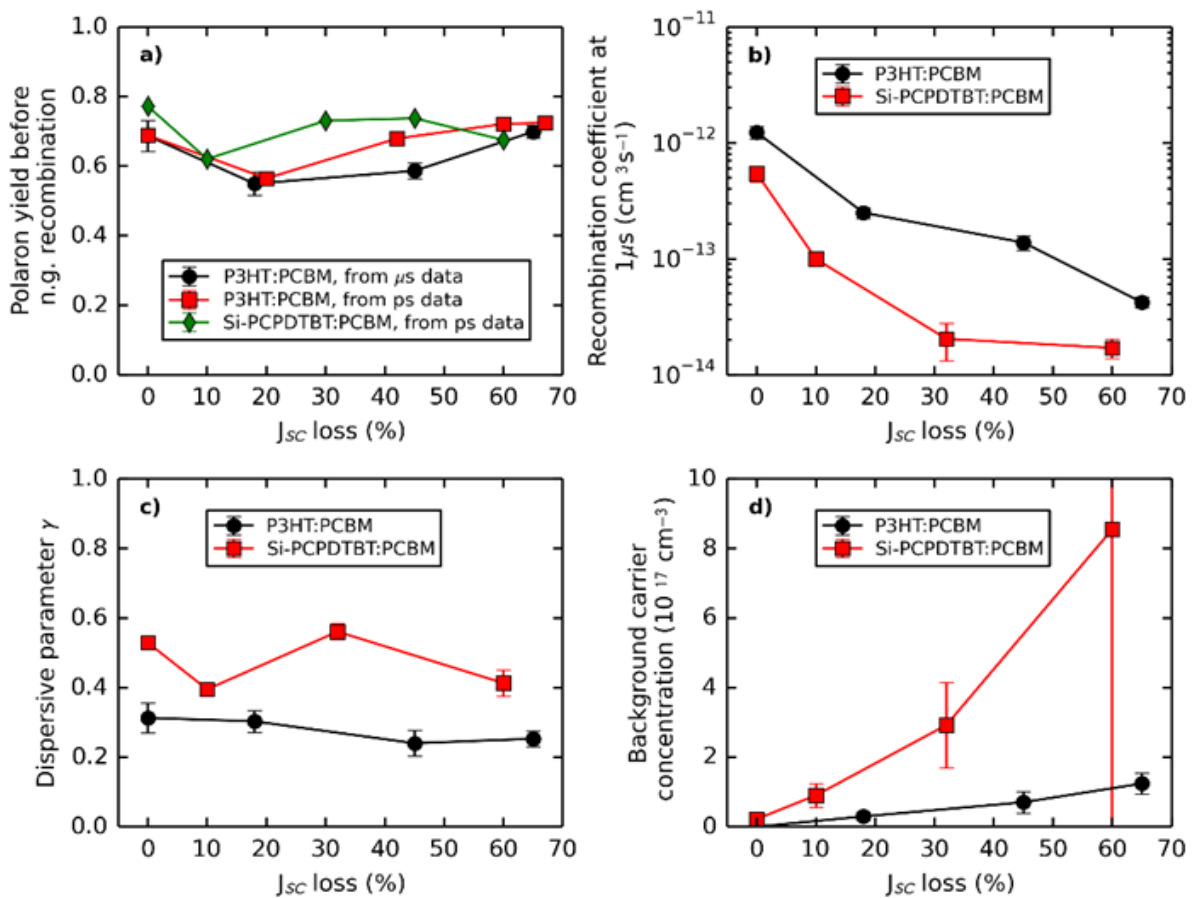 a)
Polaron yield before
n.g. recombination
1.0
0.8
0.6
0.4
0.2
0.0
P3HT:PCBM, from μs data
P3HT:PCBM, from ps data
Si-PCPDTBT:PCBM, from ps data
0 10 20 30 40 50 60 70
J_SC loss (%)
b)
Recombination coefficient at
1μs (cm³s⁻¹)
10⁻¹¹
10⁻¹²
10⁻¹³
10⁻¹⁴
P3HT:PCBM
Si-PCPDTBT:PCBM
0 10 20 30 40 50 60 70
J_SC loss (%)
c)
Dispersive parameter γ
1.0
0.8
0.6
0.4
0.2
0.0
P3HT:PCBM
Si-PCPDTBT:PCBM
0 10 20 30 40 50 60 70
J_SC loss (%)
d)
Background carrier
concentration (10¹⁷ cm⁻³)
10
8
6
4
2
0
P3HT:PCBM
Si-PCPDTBT:PCBM
0 10 20 30 40 50 60 70
J_SC loss (%)